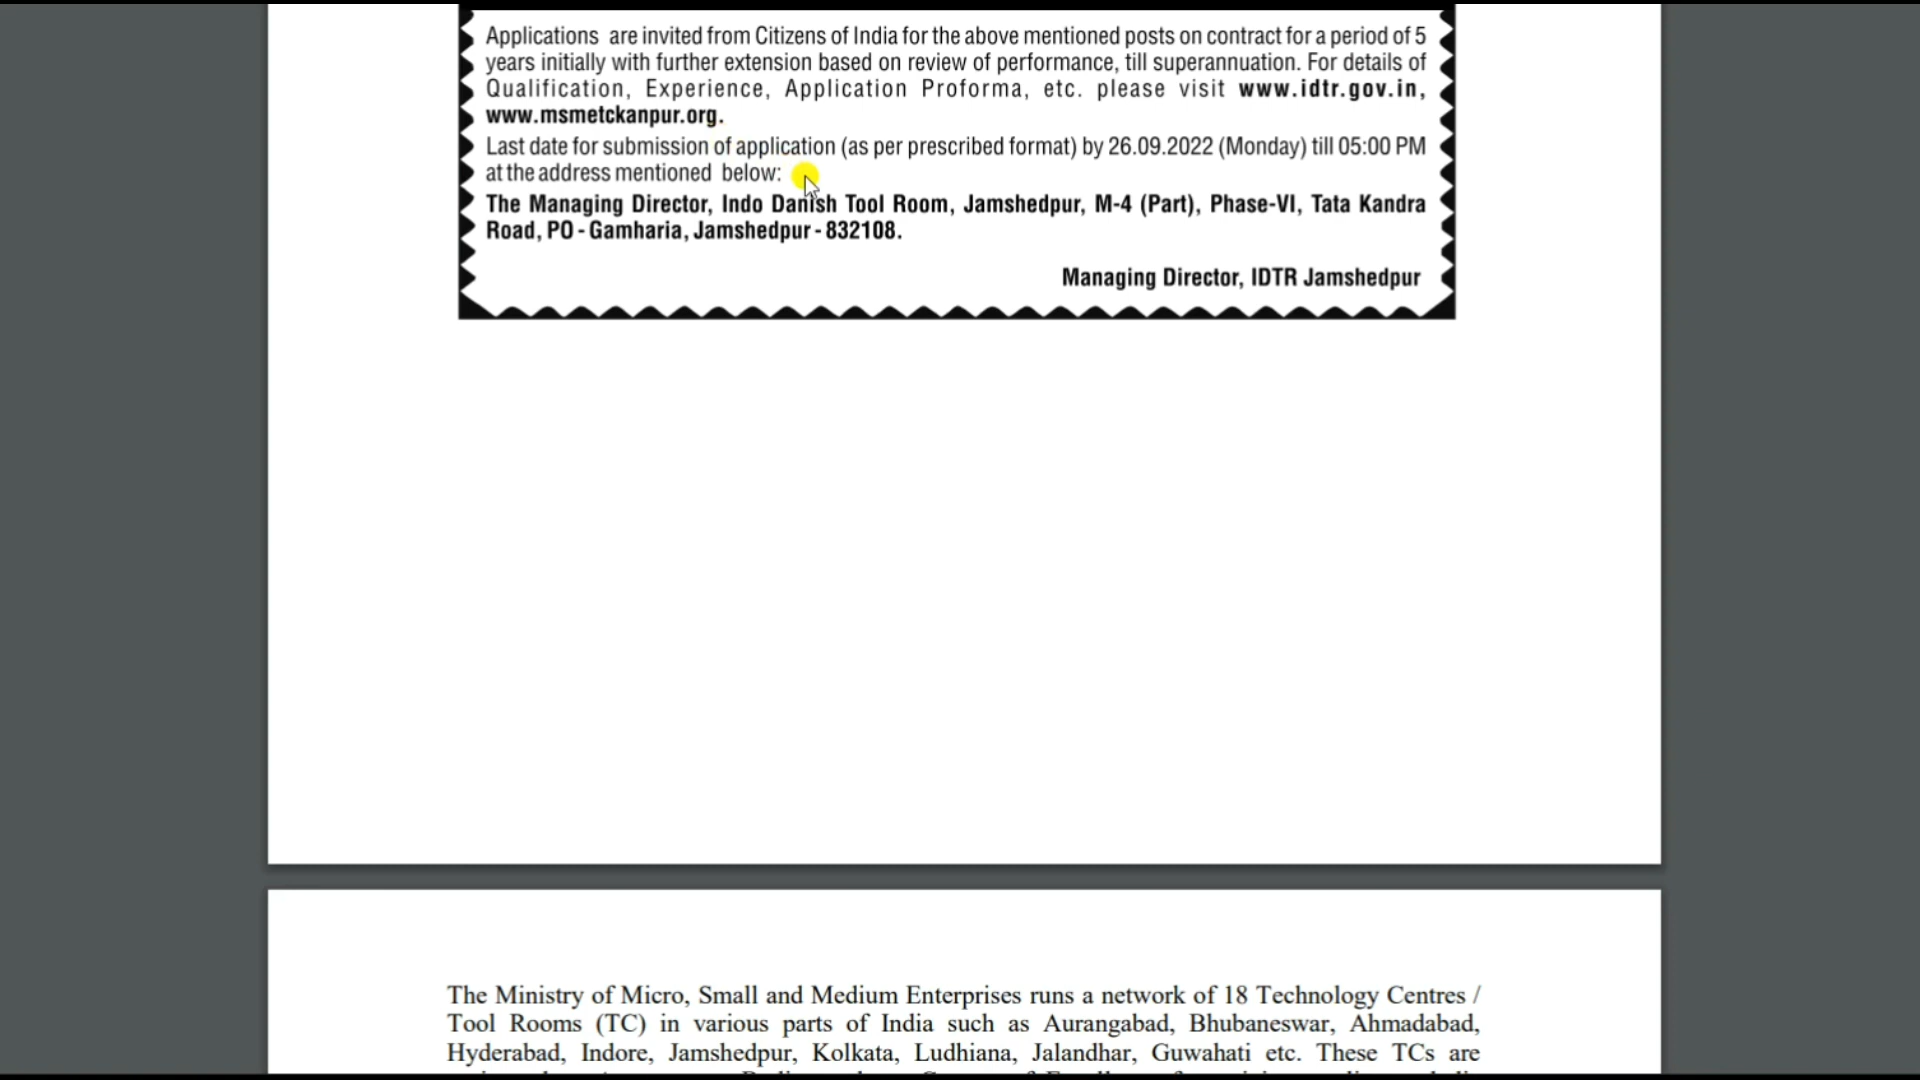 Applications are invited from Citizens of India for the above mentioned posts on contract for a period of 5
years initially with further extension based on review of performance, till superannuation. For details of
Qualification, Experience, Application Proforma, etc. please visit www.idtr.gov.in,
www.msmetckanpur.org.
Last date for submission of application (as per prescribed format) by 26.09.2022 (Monday) till 05:00 PM
at the address mentioned below:
The Managing Director, Indo Danish Tool Room, Jamshedpur, M-4 (Part), Phase-VI, Tata Kandra
Road, PO - Gamharia, Jamshedpur - 832108.
Managing Director, IDTR Jamshedpur
The Ministry of Micro, Small and Medium Enterprises runs a network of 18 Technology Centres /
Tool Rooms (TC) in various parts of India such as Aurangabad, Bhubaneswar, Ahmadabad,
Hyderabad, Indore, Jamshedpur, Kolkata, Ludhiana, Jalandhar, Guwahati etc. These TCs are